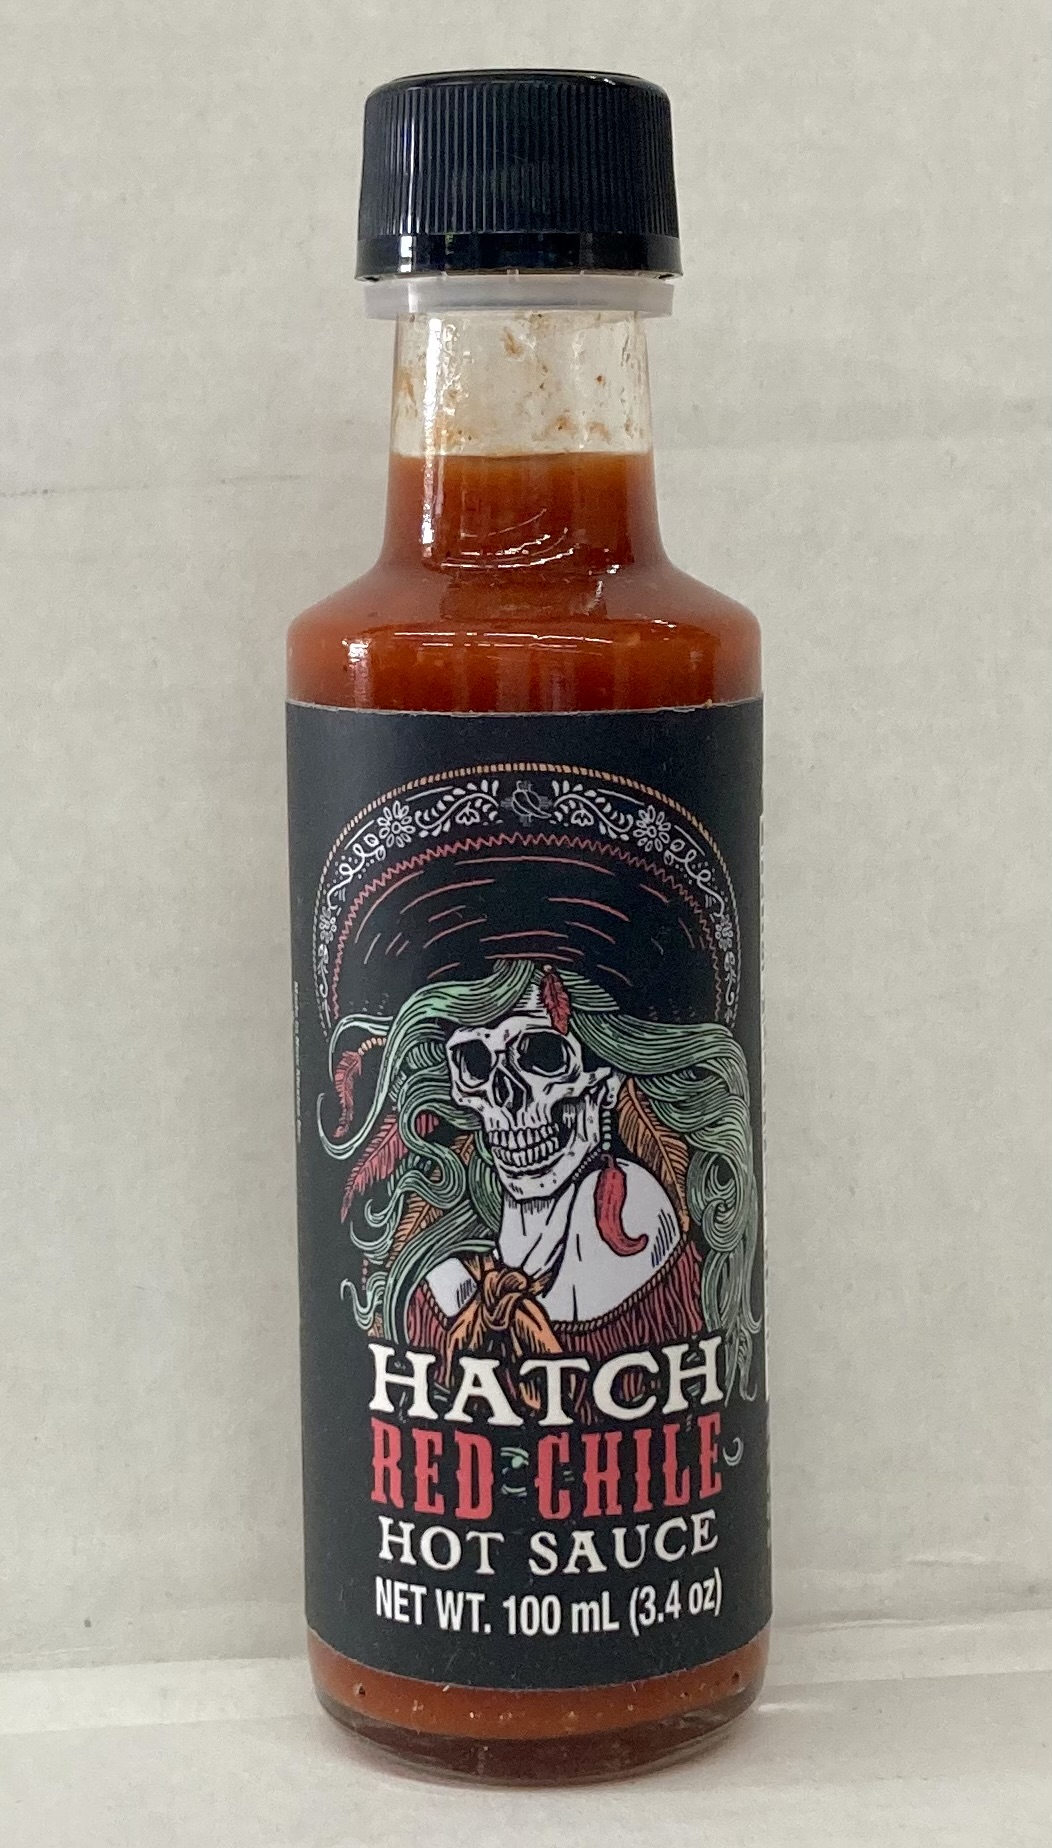 HATCH
RED CHILE
HOT SAUCE
NET WT. 100 mL (3.4 oz)